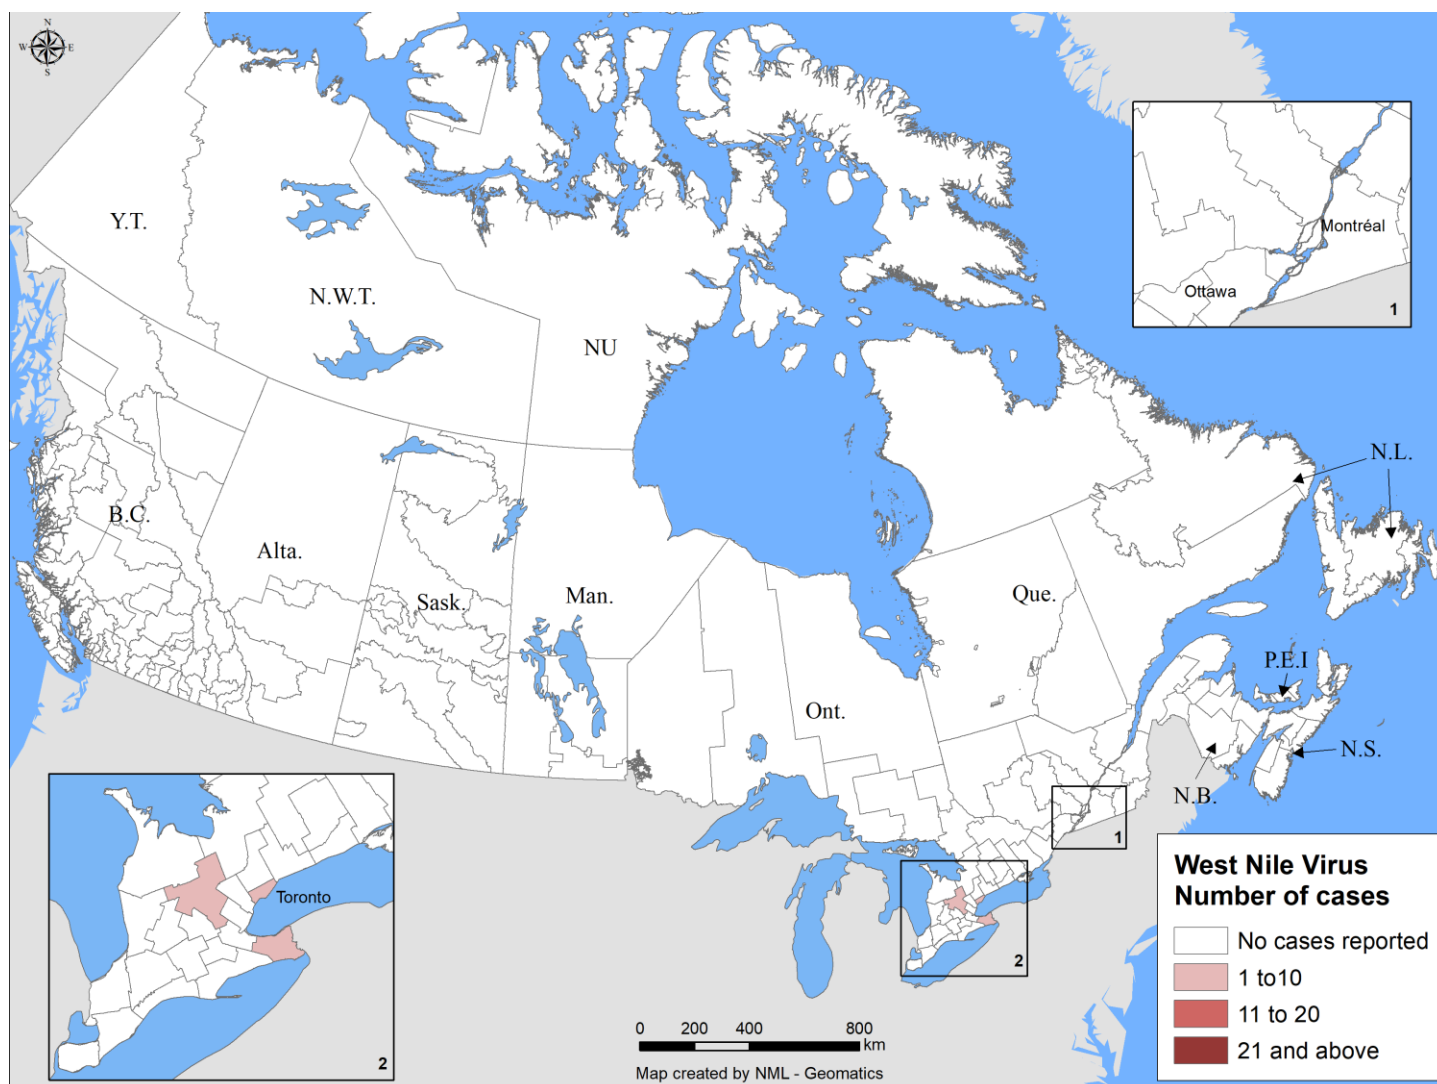 N
W
E
S
Y.T.
N.W.T.
NU
B.C.
Alta.
Sask.
Man.
Ont.
Que.
N.L.
P.E.I
N.S.
N.B.
Montréal
Ottawa
1
1
2
Toronto
2
West Nile Virus
Number of cases
No cases reported
1 to10
11 to 20
21 and above
0 200 400 800
km
Map created by NML - Geomatics